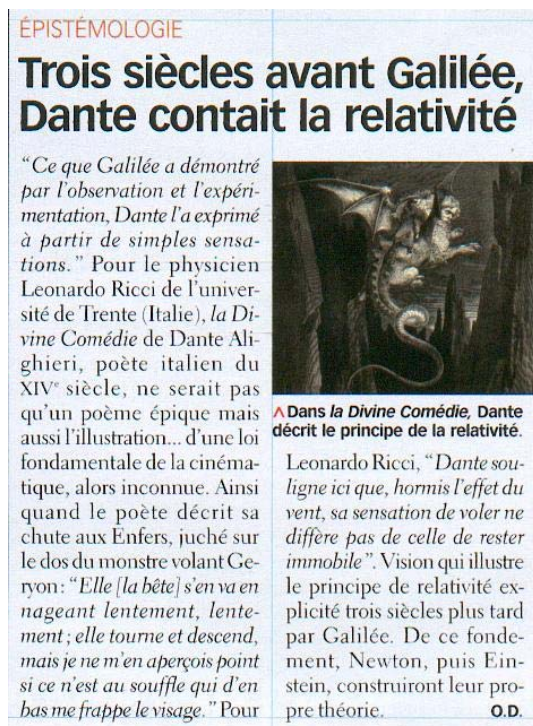 ÉPISTÉMOLOGIE
Trois siècles avant Galilée,
Dante contait la relativité
"Ce que Galilée a démontré
par l'observation et l'expéri-
mentation, Dante l'a exprimé
à partir de simples sensa-
tions." Pour le physicien
Leonardo Ricci de l'univer-
sité de Trente (Italie), la Di-
vine Comédie de Dante Ali-
ghieri, poète italien du
XIVe siècle, ne serait pas
qu'un poème épique mais
aussi l'illustration... d'une loi
fondamentale de la cinéma-
tique, alors inconnue. Ainsi
quand le poète décrit sa
chute aux Enfers, juché sur
le dos du monstre volant Ge-
ryon : "Elle [la bête] s'en va en
nageant lentement, lente-
ment ; elle tourne et descend,
mais je ne m'en aperçois point
si ce n'est au souffle qui d'en
bas me frappe le visage." Pour
^Dans la Divine Comédie, Dante
décrit le principe de la relativité.
Leonardo Ricci, "Dante sou-
ligne ici que, hormis l'effet du
vent, sa sensation de voler ne
diffère pas de celle de rester
immobile". Vision qui illustre
le principe de relativité ex-
plicité trois siècles plus tard
par Galilée. De ce fonde-
ment, Newton, puis Ein-
stein, construiront leur pro-
pre théorie. O.D.